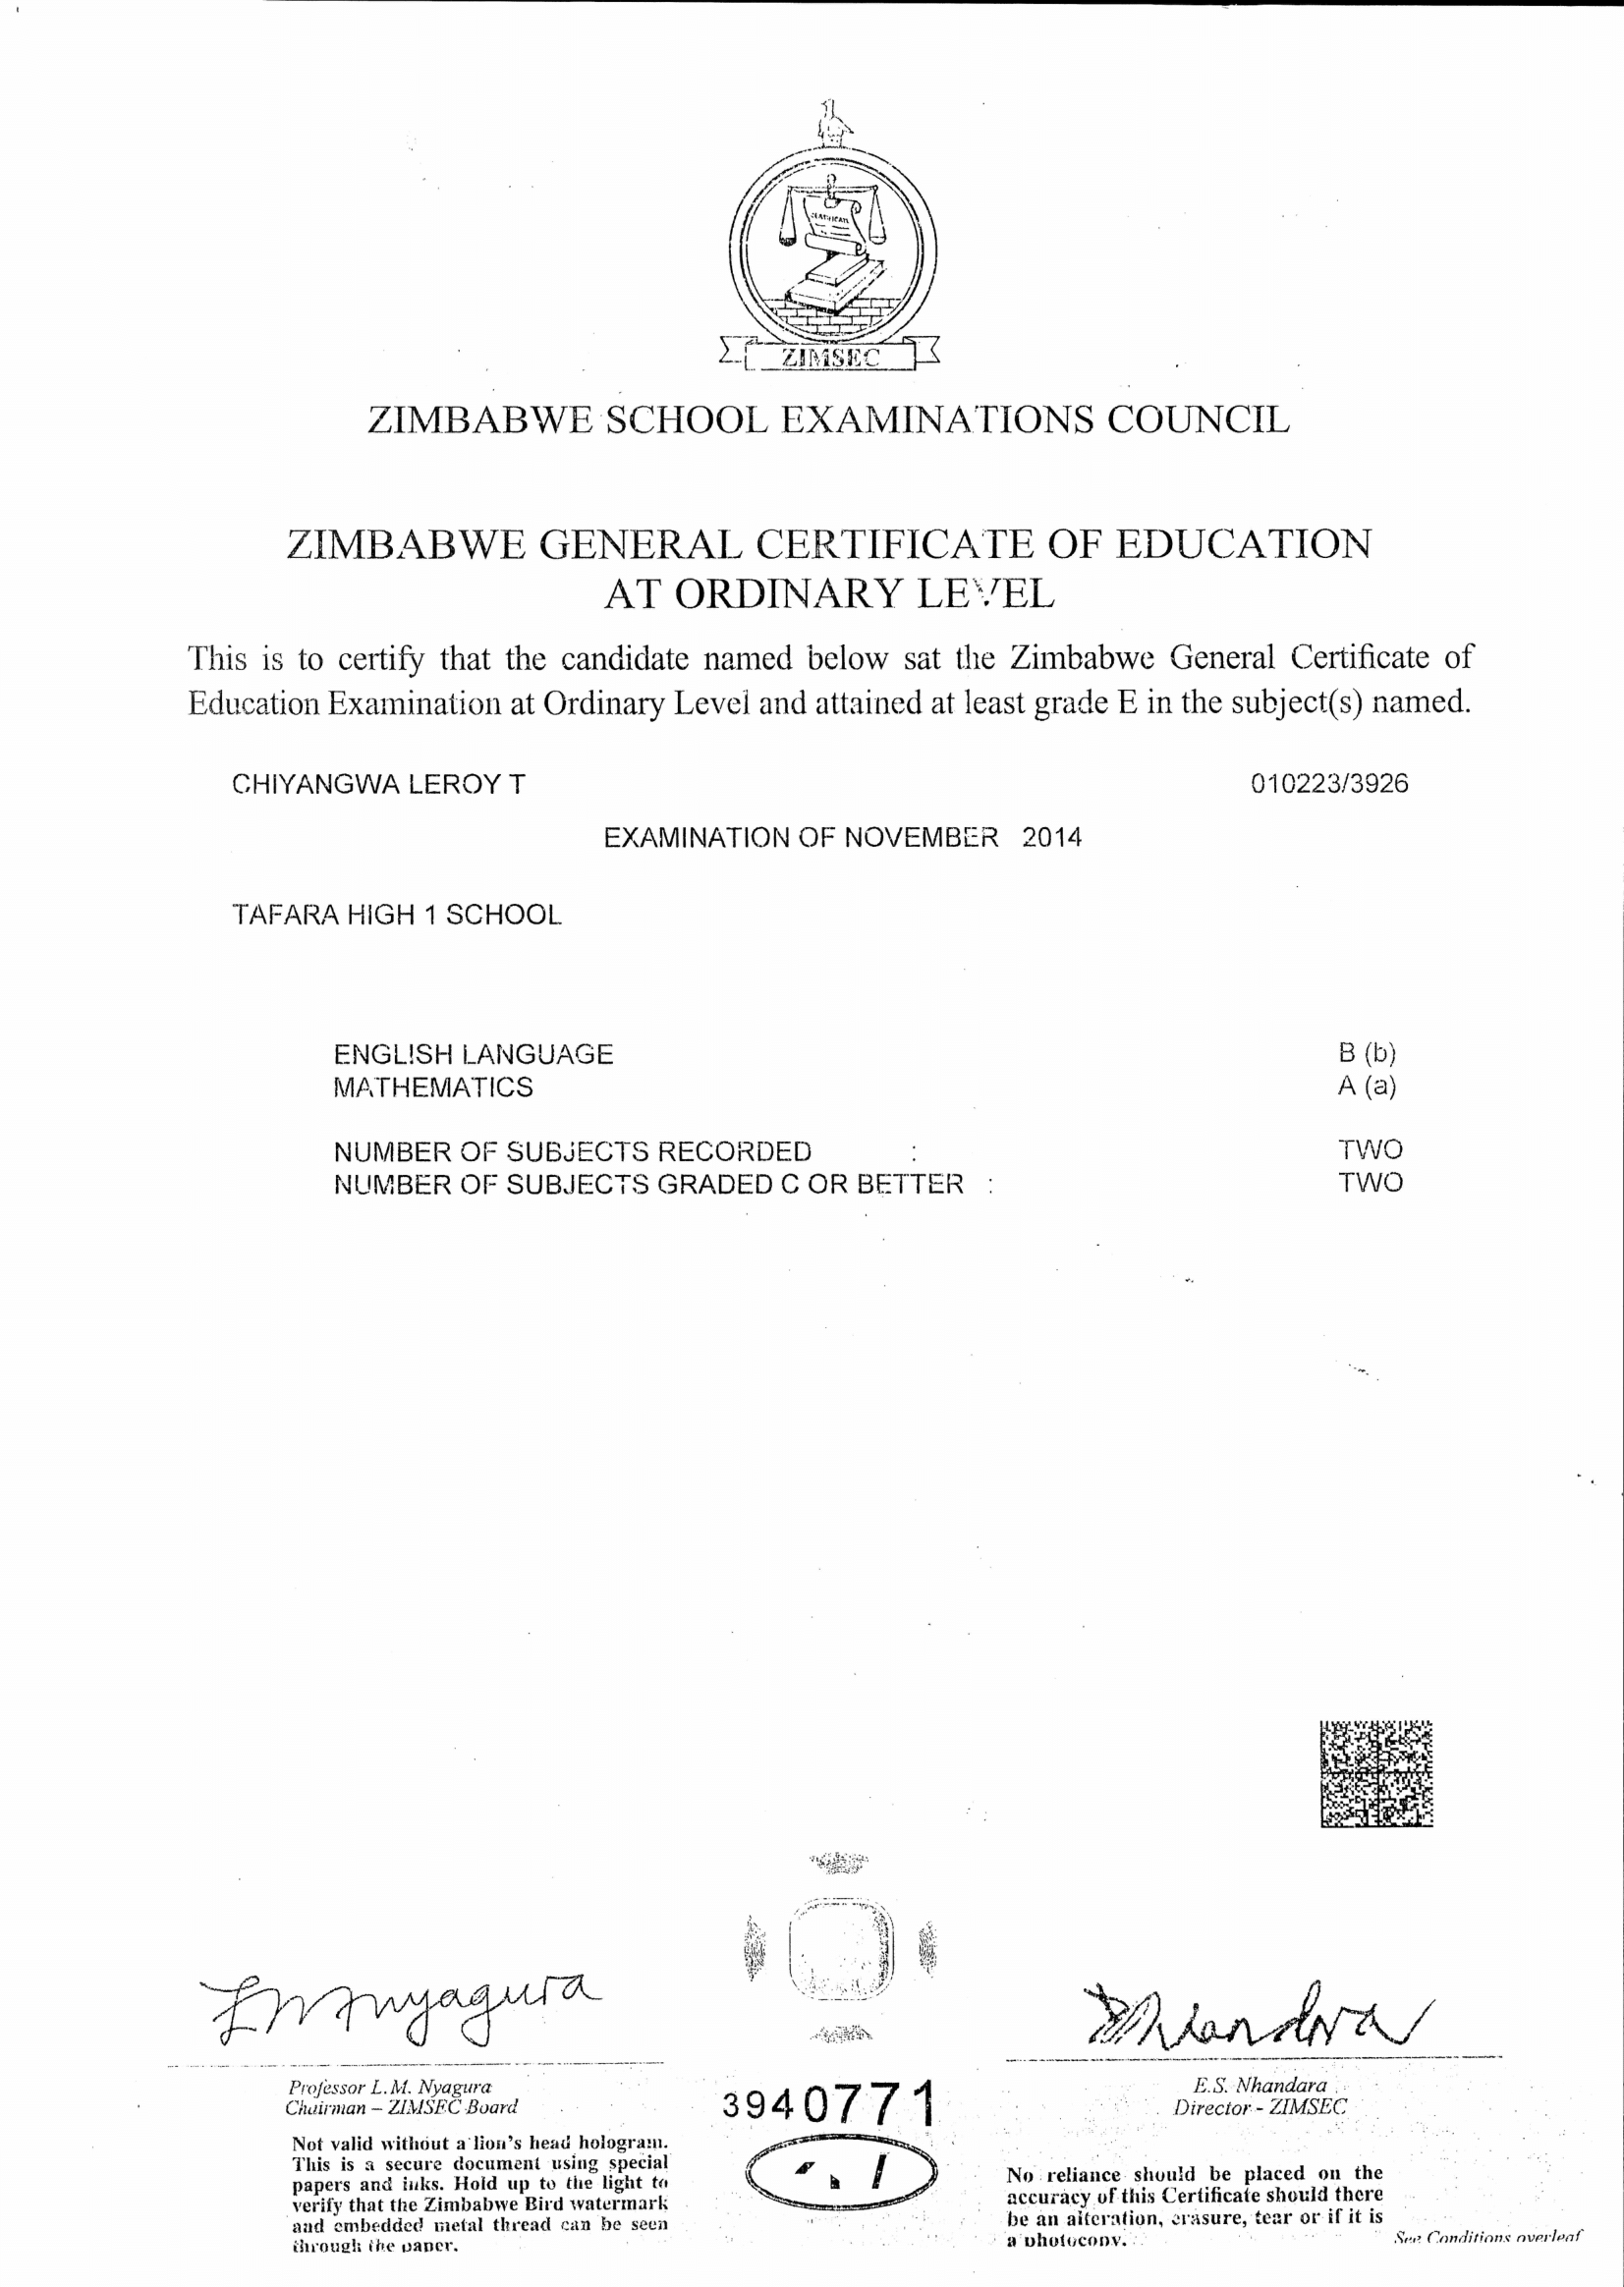 CERTIFICATE
ZIMSEC
ZIMBABWE SCHOOL EXAMINATIONS COUNCIL
ZIMBABWE GENERAL CERTIFICATE OF EDUCATION
AT ORDINARY LEVEL
This is to certify that the candidate named below sat the Zimbabwe General Certificate of
Education Examination at Ordinary Level and attained at least grade E in the subject(s) named.
CHIYANGWA LEROY T 010223/3926
EXAMINATION OF NOVEMBER 2014
TAFARA HIGH 1 SCHOOL
ENGLISH LANGUAGE B (b)
MATHEMATICS A (a)
NUMBER OF SUBJECTS RECORDED : TWO
NUMBER OF SUBJECTS GRADED C OR BETTER : TWO
LM Nyagura
Professor L.M. Nyagura
Chairman – ZIMSEC Board
Not valid without a lion's head hologram.
This is a secure document using special
papers and inks. Hold up to the light to
verify that the Zimbabwe Bird watermark
and embedded metal thread can be seen
through the paper.
3940771
E.S. Nhandara
Director - ZIMSEC
No reliance should be placed on the
accuracy of this Certificate should there
be an alteration, erasure, tear or if it is
a photocopy.
See Conditions overleaf